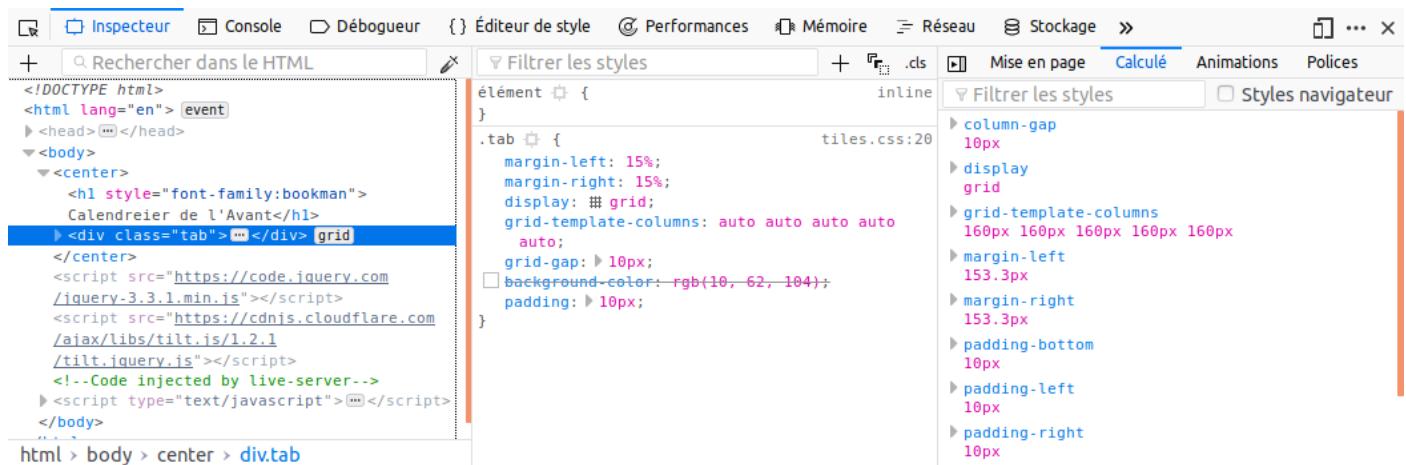 Inspecteur Console Débogueur {} Éditeur de style Performances Mémoire Réseau Stockage » ··· ×
+ Rechercher dans le HTML
<!DOCTYPE html>
<html lang="en"> event
<head>···</head>
<body>
<center>
<h1 style="font-family:bookman">
Calendreier de l'Avant</h1>
<div class="tab">···</div> grid
</center>
<script src="https://code.jquery.com
/jquery-3.3.1.min.js"></script>
<script src="https://cdnjs.cloudflare.com
/ajax/libs/tilt.js/1.2.1
/tilt.jquery.js"></script>
<!--Code injected by live-server-->
<script type="text/javascript">···</script>
</body>
html > body > center > div.tab
Filtrer les styles + .cls
élément { inline
}
.tab { tiles.css:20
margin-left: 15%;
margin-right: 15%;
display: grid;
grid-template-columns: auto auto auto auto
auto;
grid-gap: 10px;
background-color: rgb(10, 62, 104);
padding: 10px;
}
Mise en page Calculé Animations Polices
Filtrer les styles Styles navigateur
column-gap
10px
display
grid
grid-template-columns
160px 160px 160px 160px 160px
margin-left
153.3px
margin-right
153.3px
padding-bottom
10px
padding-left
10px
padding-right
10px